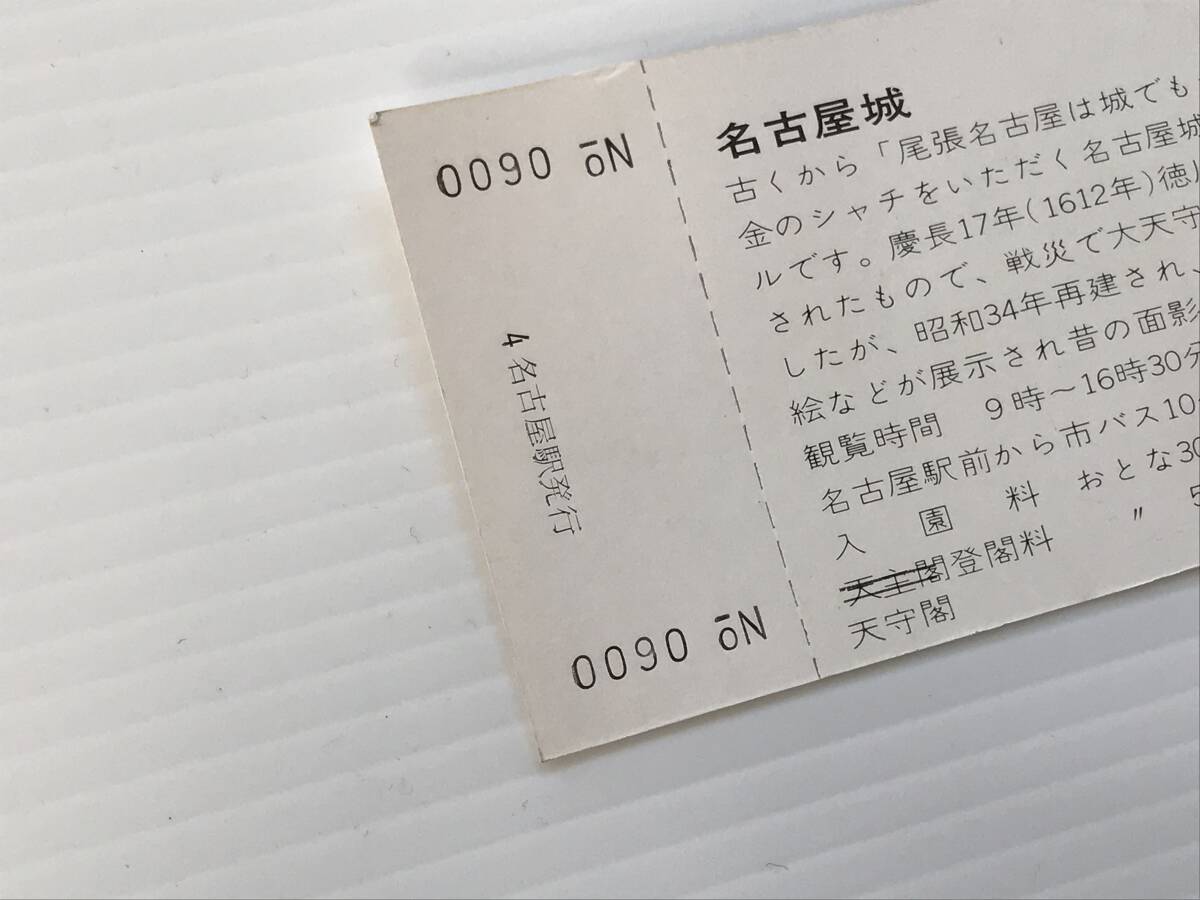 No 0600
4 名古屋駅発行
No 0600
名古屋城
古くから「尾張名古屋は城でも
金のシャチをいただく名古屋城
ルです。慶長17年(1612年)徳
されたもので、戦災で大天守
したが、昭和34年再建され、
絵などが展示され昔の面影
観覧時間 9時〜16時30分
名古屋駅前から市バス10
入園料 おとな30
天主閣登閣料 〃 5
天守閣